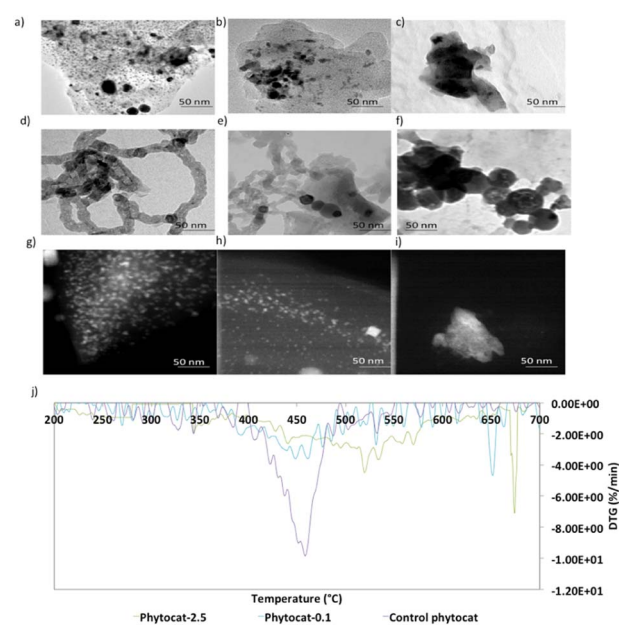 a)
b)
c)
50 nm
50 nm
50 nm
d)
e)
f)
50 nm
50 nm
50 nm
g)
h)
i)
50 nm
50 nm
50 nm
j)
200 250 300 350 400 450 500 550 600 650 700
0.00E+00
-2.00E+00
-4.00E+00
-6.00E+00
-8.00E+00
-1.00E+01
-1.20E+01
DTG (%/min)
Temperature (°C)
Phytocat-2.5 Phytocat-0.1 Control phytocat